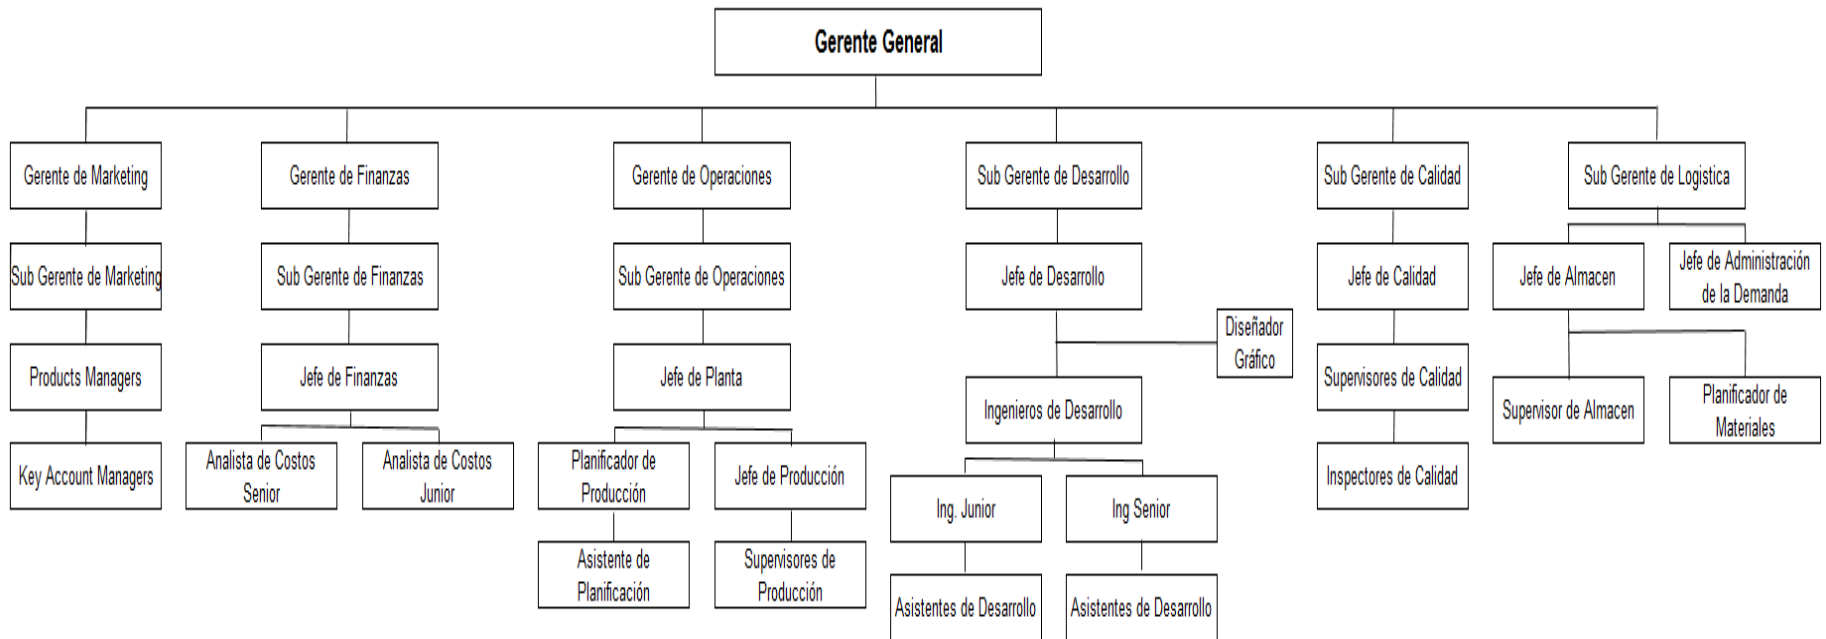 Gerente General
Gerente de Marketing
Gerente de Finanzas
Gerente de Operaciones
Sub Gerente de Desarrollo
Sub Gerente de Calidad
Sub Gerente de Logistica
Sub Gerente de Marketing
Sub Gerente de Finanzas
Sub Gerente de Operaciones
Jefe de Desarrollo
Jefe de Calidad
Jefe de Almacen
Jefe de Administración
de la Demanda
Diseñador
Gráfico
Products Managers
Jefe de Finanzas
Jefe de Planta
Ingenieros de Desarrollo
Supervisores de Calidad
Supervisor de Almacen
Planificador de
Materiales
Key Account Managers
Analista de Costos
Senior
Analista de Costos
Junior
Planificador de
Producción
Jefe de Producción
Ing. Junior
Ing Senior
Inspectores de Calidad
Asistente de
Planificación
Supervisores de
Producción
Asistentes de Desarrollo
Asistentes de Desarrollo